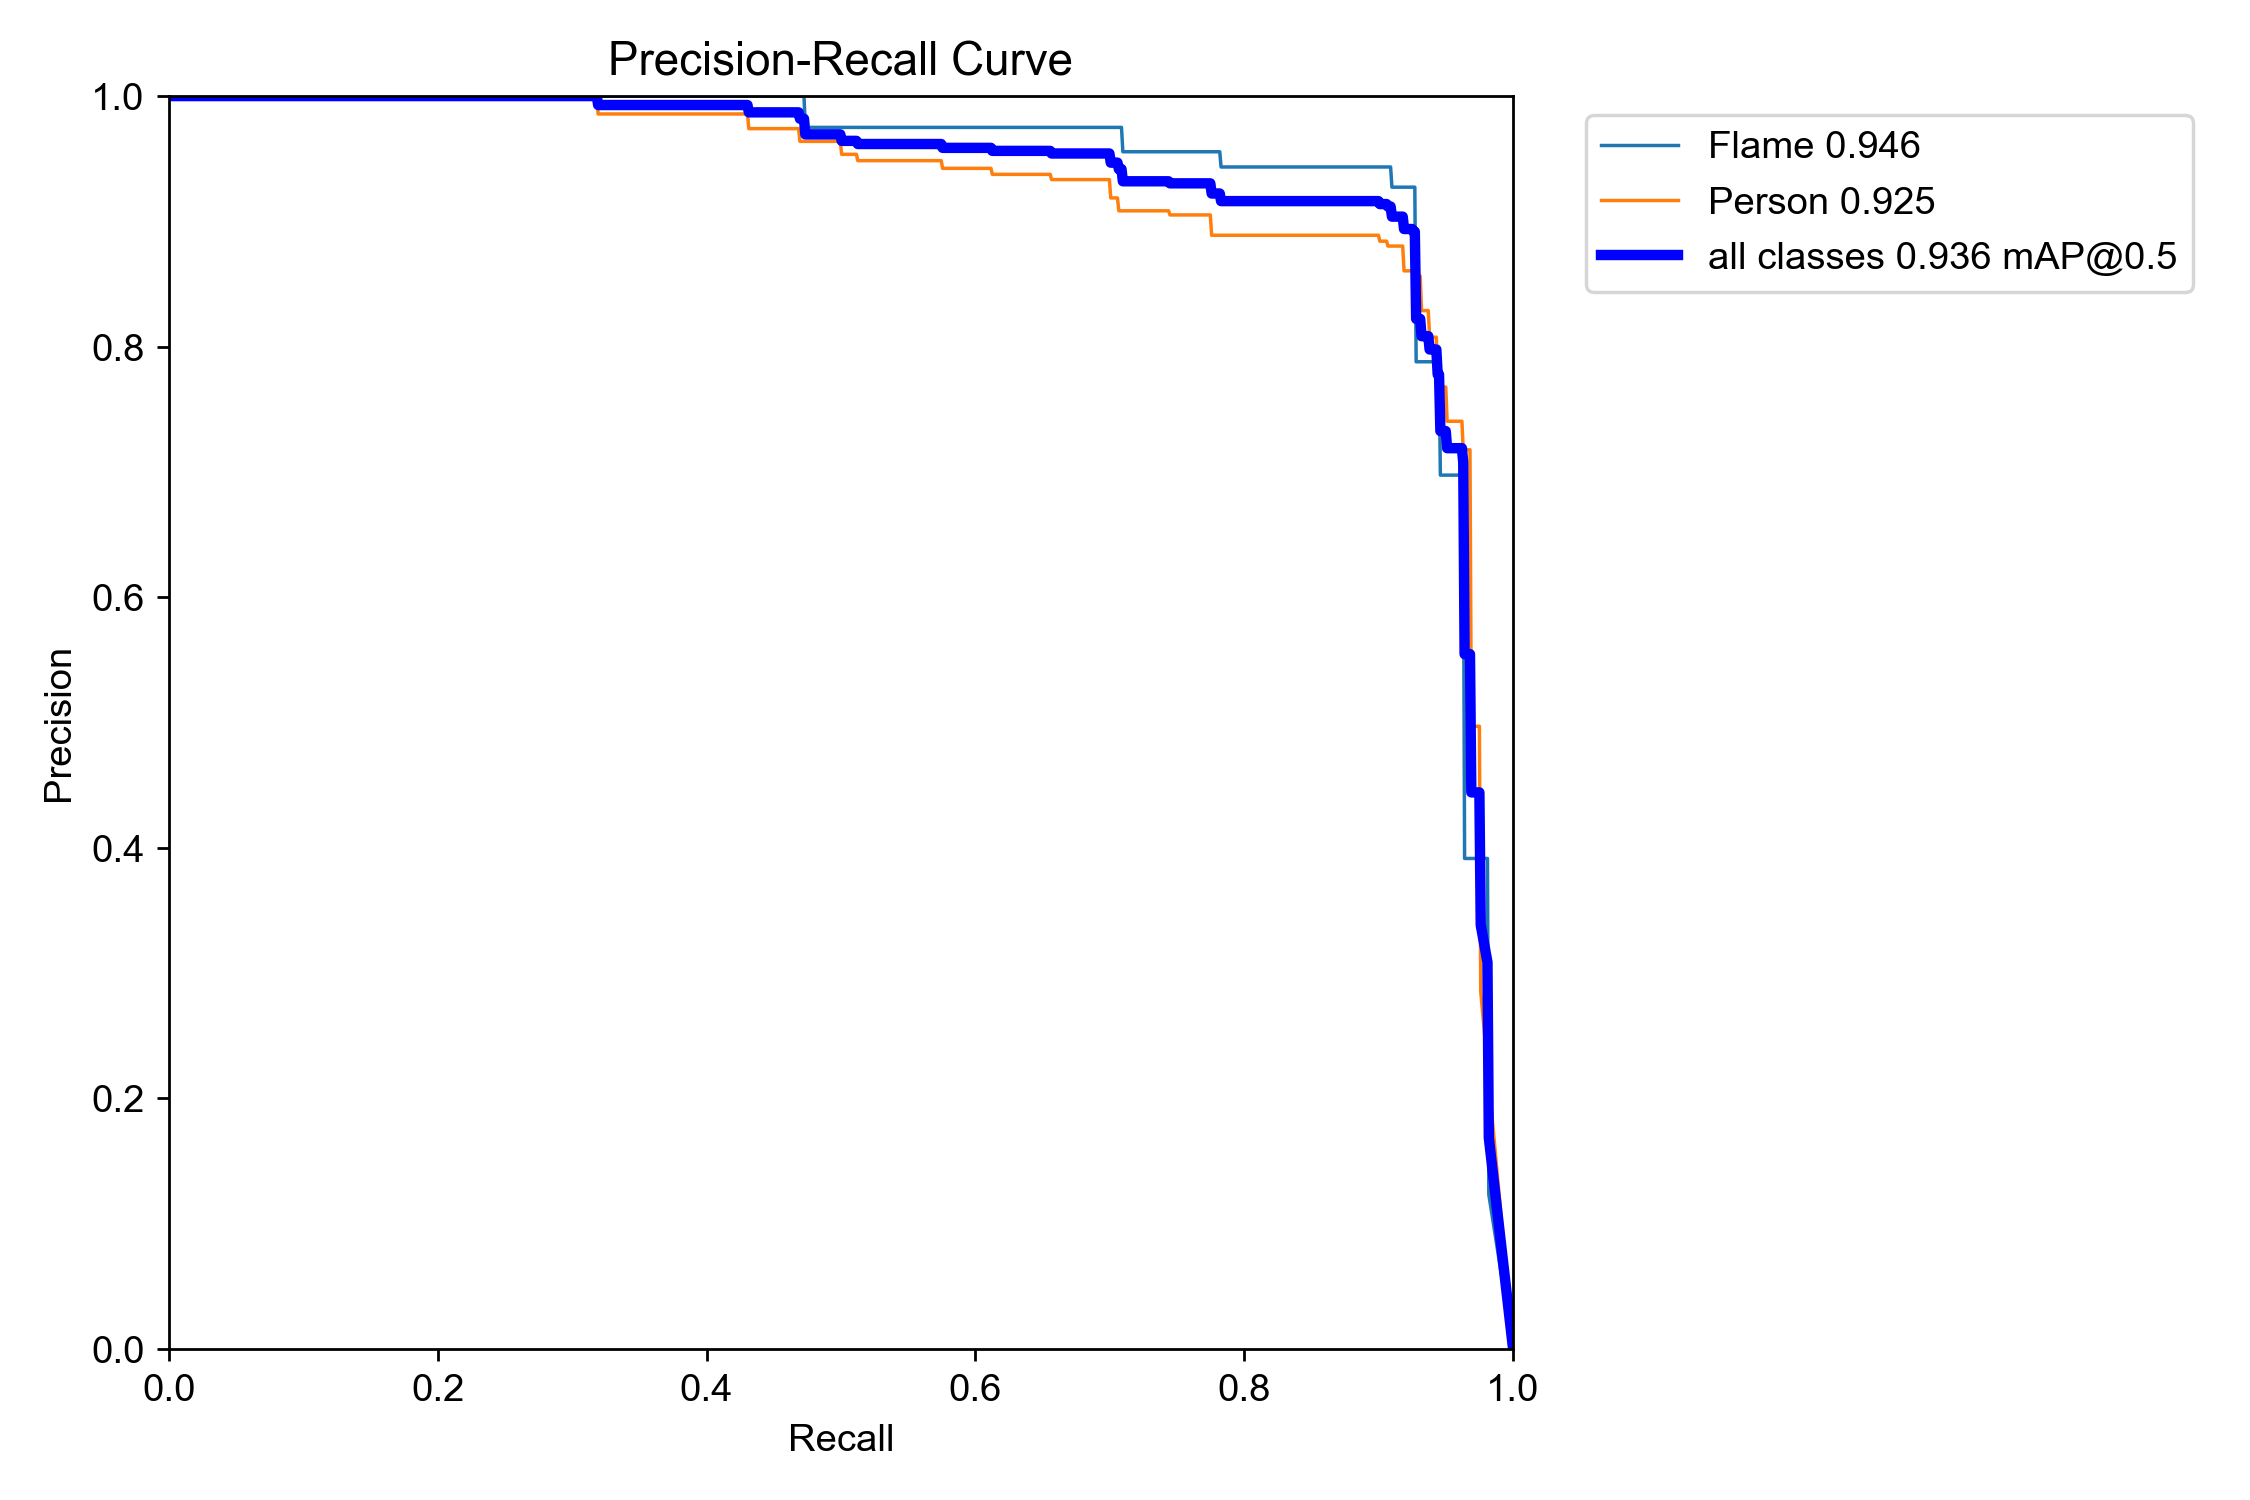 Precision-Recall Curve
1.0
0.8
0.6
0.4
0.2
0.0
Precision
0.0 0.2 0.4 0.6 0.8 1.0
Recall
Flame 0.946
Person 0.925
all classes 0.936 mAP@0.5